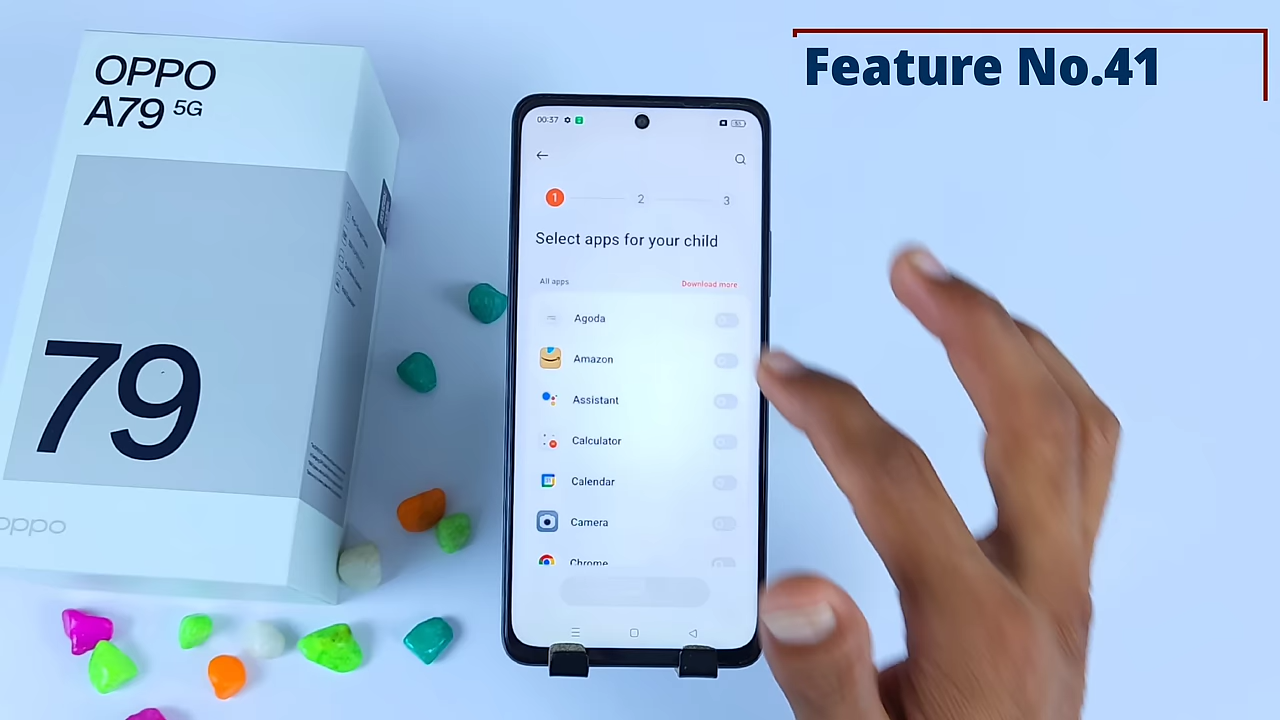 Feature No.41
OPPO
A79 5G
79
oppo
00:37
1 2 3
Select apps for your child
All apps Download more
Agoda
Amazon
Assistant
Calculator
Calendar
Camera
Chrome